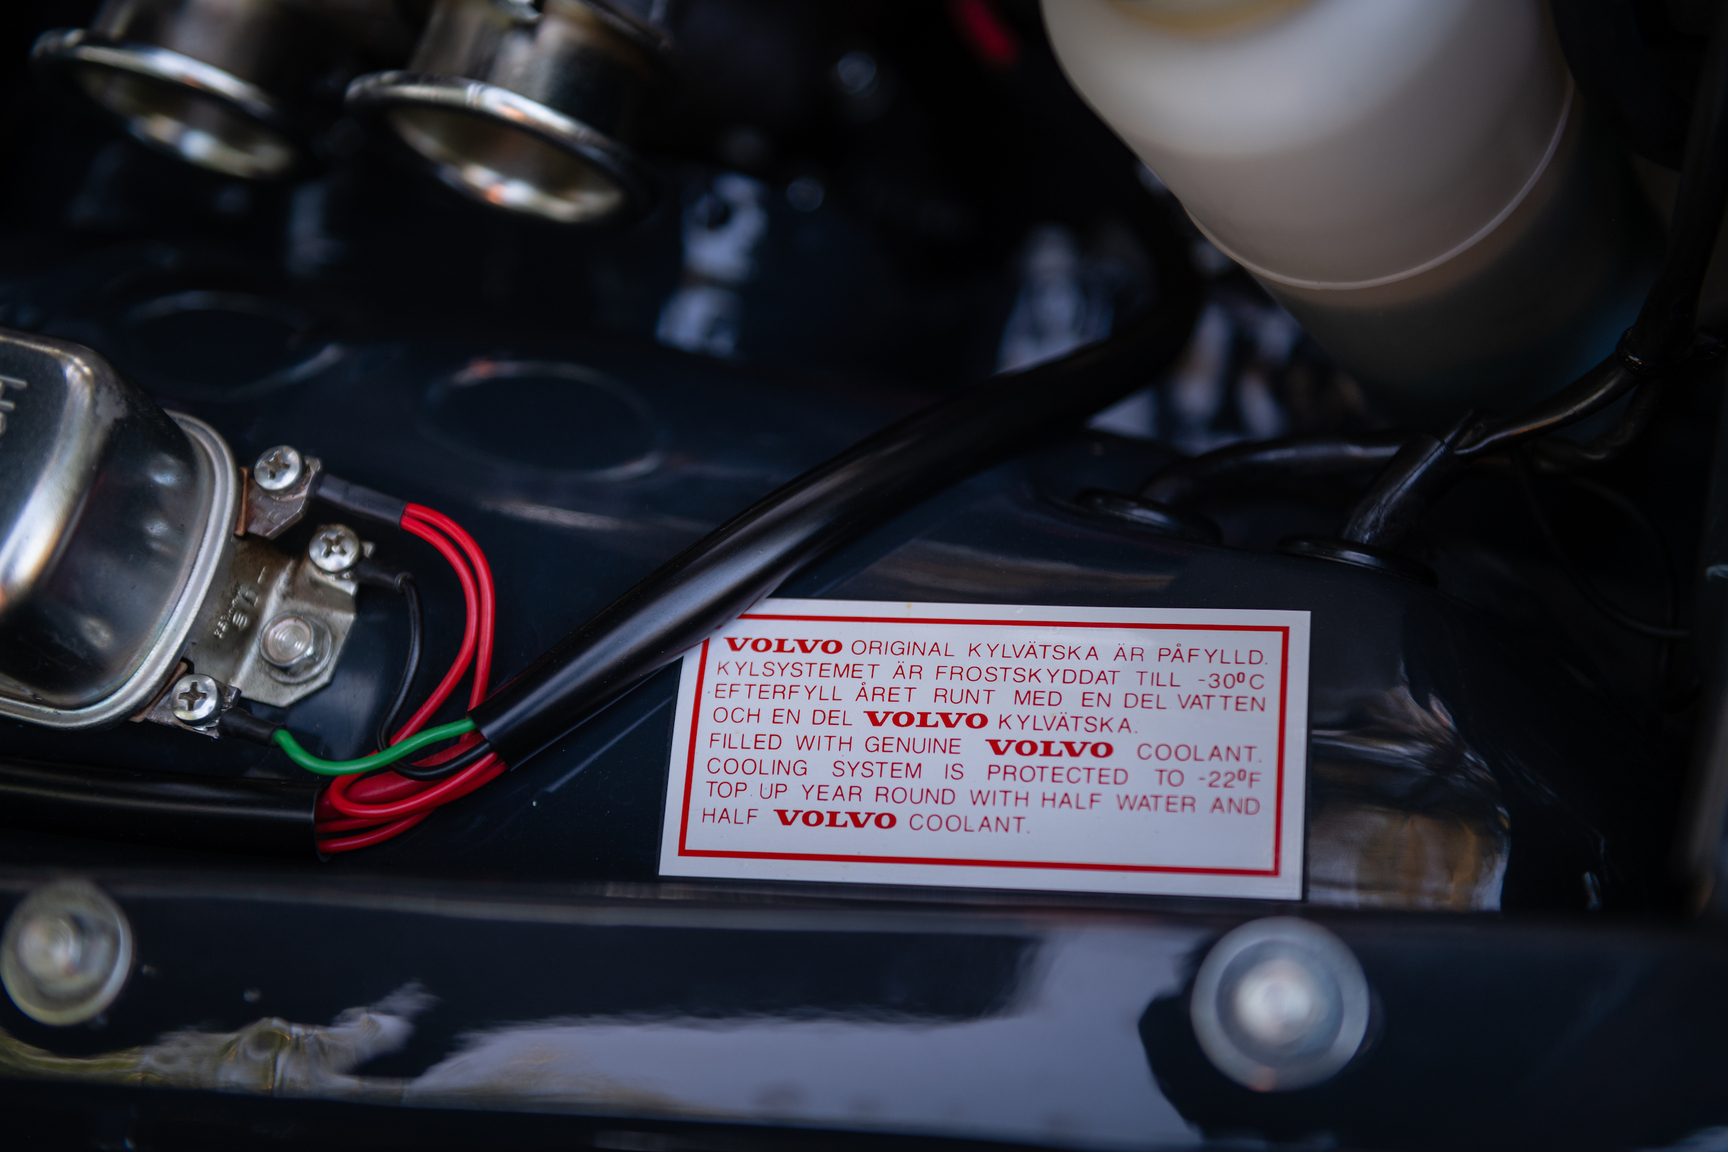 VOLVO ORIGINAL KYLVÄTSKA ÄR PÅFYLLD.
KYLSYSTEMET ÄR FROSTSKYDDAT TILL -30ºC
EFTERFYLL ÅRET RUNT MED EN DEL VATTEN
OCH EN DEL VOLVO KYLVÄTSKA.
FILLED WITH GENUINE VOLVO COOLANT.
COOLING SYSTEM IS PROTECTED TO -22ºF
TOP UP YEAR ROUND WITH HALF WATER AND
HALF VOLVO COOLANT.